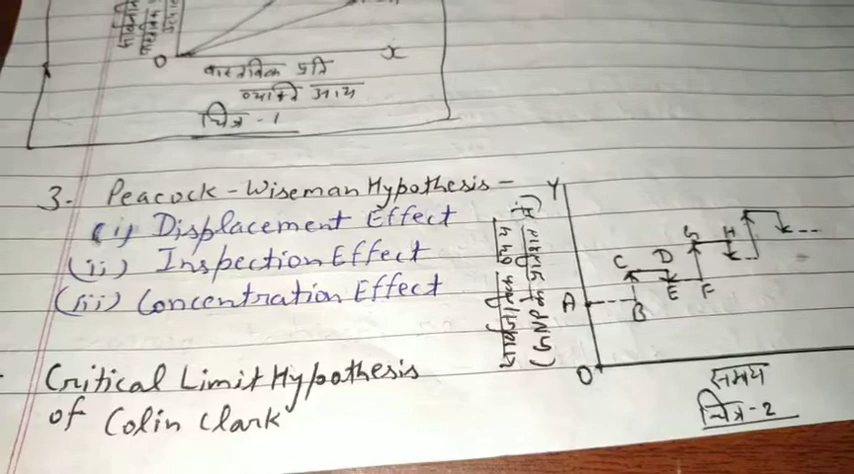 O
x
वास्तविक प्रति
व्यक्ति आय
चित्र-1
3. Peacock-Wiseman Hypothesis-
(i) Displacement Effect
(ii) Inspection Effect
(iii) Concentration Effect
Critical Limit Hypothesis
of Colin Clark
Y
A
B
C
D
E
F
G
H
O
समय
चित्र-2